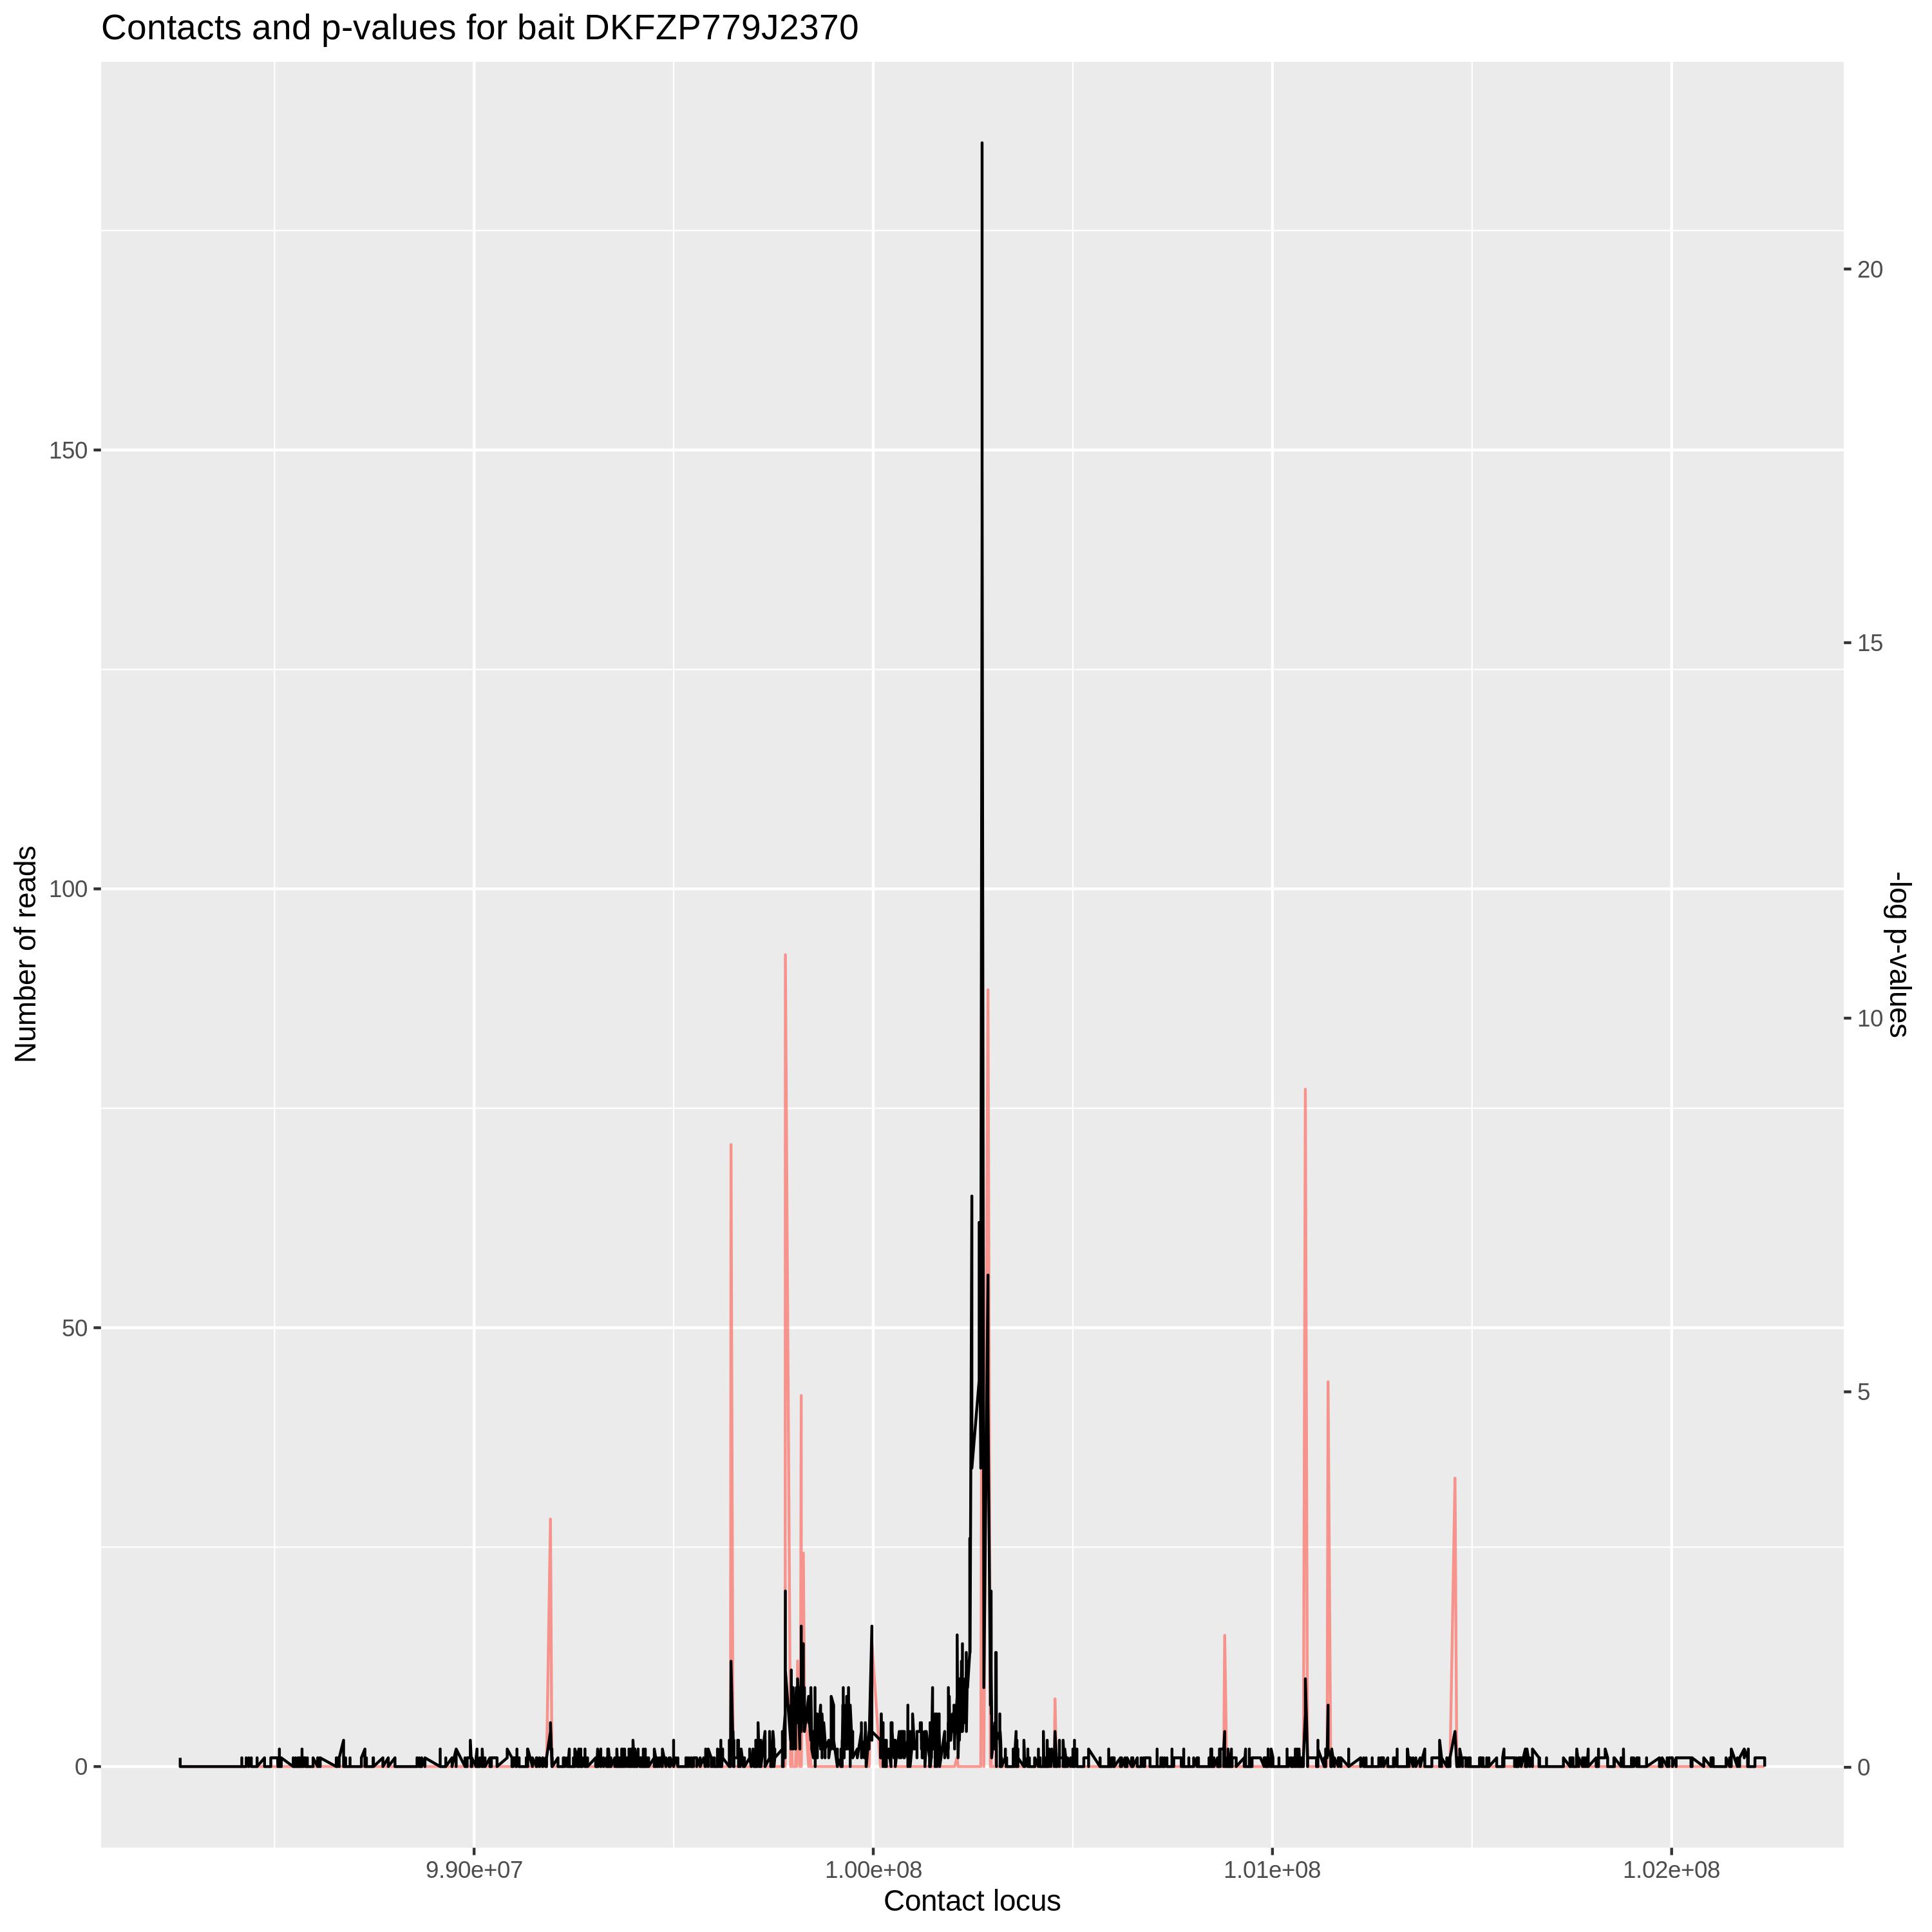 Contacts and p-values for bait DKFZP779J2370
Number of reads
150
100
50
0
20
15
10
5
0
-log p-values
9.90e+07
1.00e+08
1.01e+08
1.02e+08
Contact locus